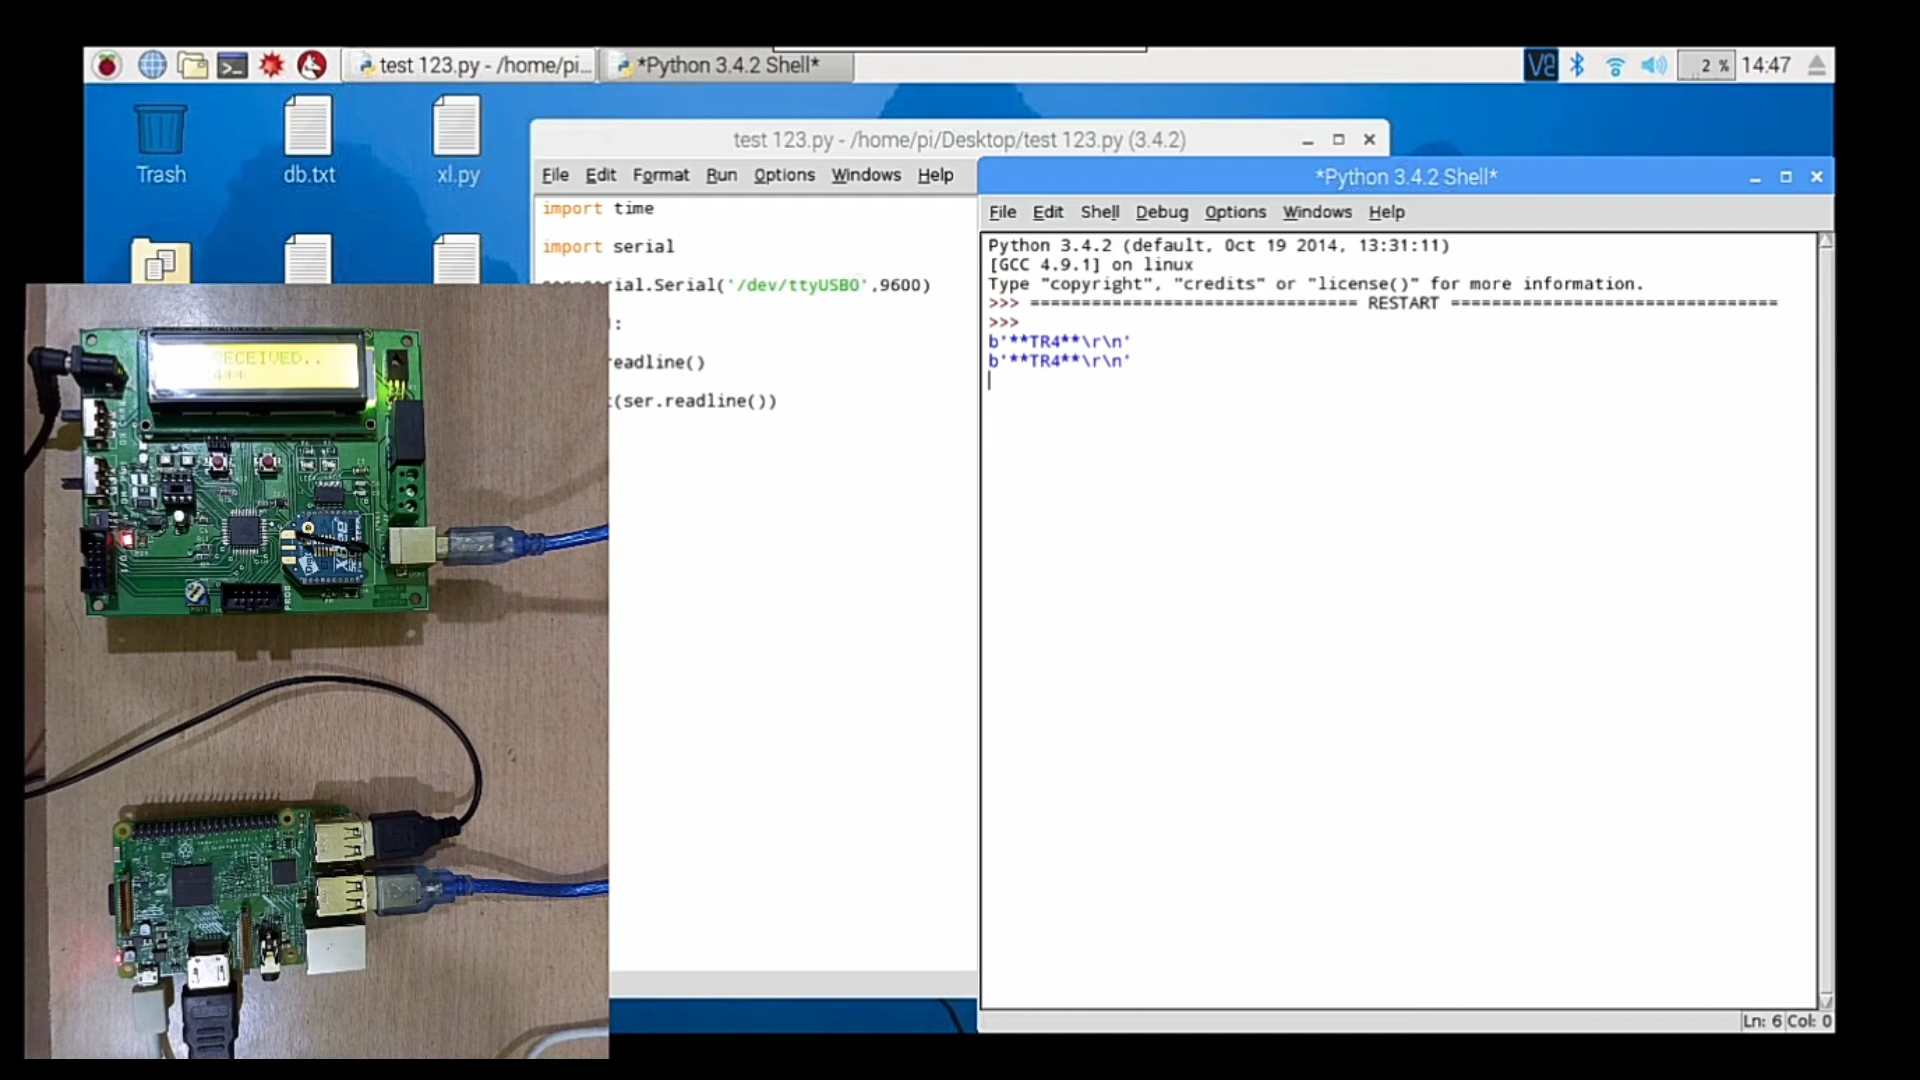 test 123.py - /home/pi...
*Python 3.4.2 Shell*
2 %
14:47
Trash
db.txt
xl.py
test 123.py - /home/pi/Desktop/test 123.py (3.4.2)
File Edit Format Run Options Windows Help
import time
import serial
rial.Serial('/dev/ttyUSB0',9600)
:
readline()
(ser.readline())
*Python 3.4.2 Shell*
File Edit Shell Debug Options Windows Help
Python 3.4.2 (default, Oct 19 2014, 13:31:11)
[GCC 4.9.1] on linux
Type "copyright", "credits" or "license()" for more information.
>>> ================================ RESTART ================================
>>>
b'**TR4**\r\n'
b'**TR4**\r\n'
Ln: 6 Col: 0
RECEIVED..
4**